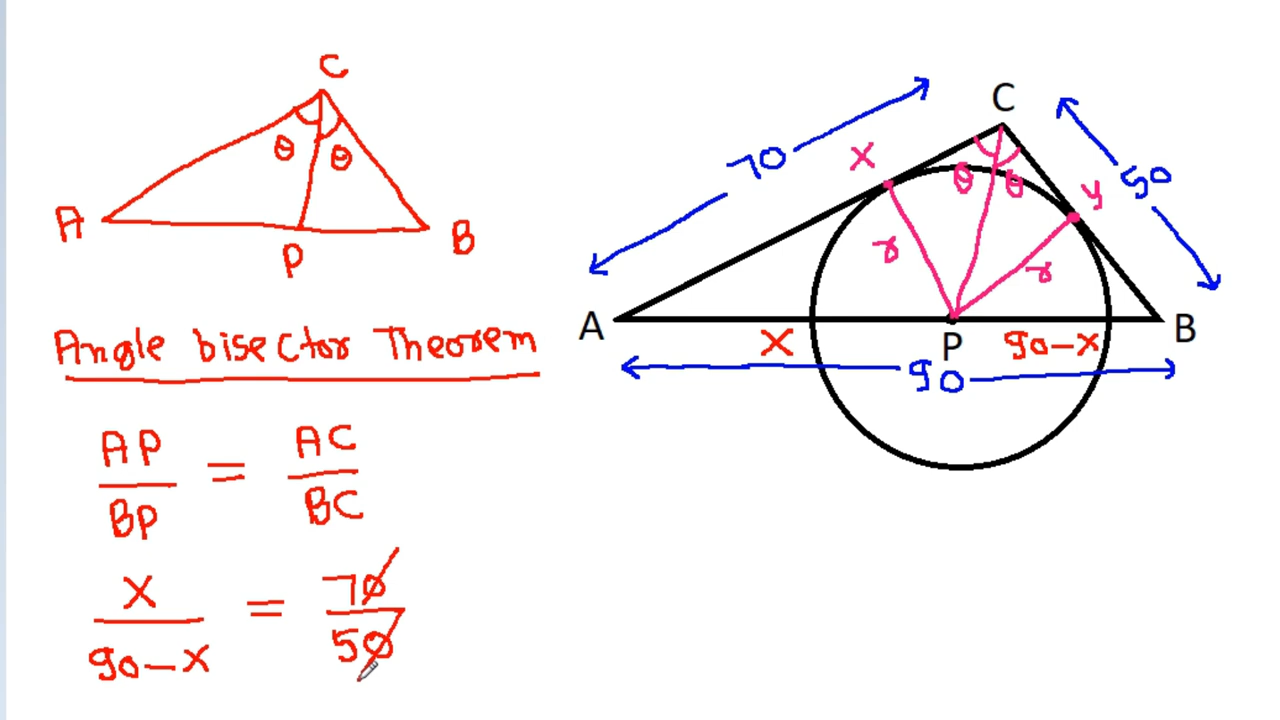 C
θ θ
A
P
B
Angle bisector Theorem
AP = AC
BP BC
x = 70
90-x 50
C
70
50
x
y
θ θ
r
r
A
x
P
90-x
B
90